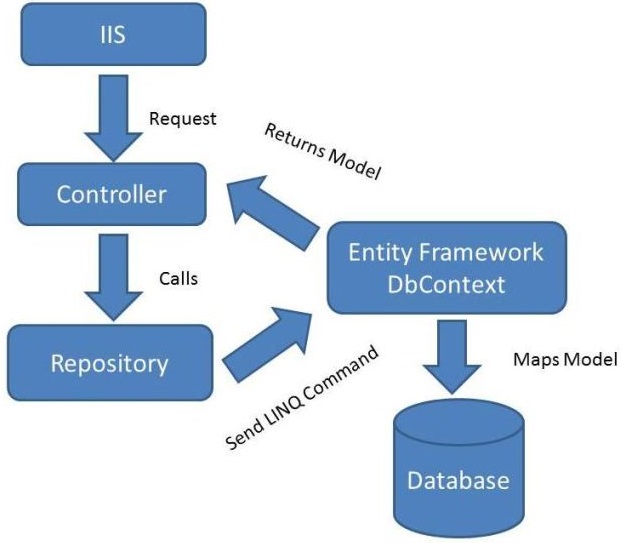 IIS
Request
Returns Model
Controller
Entity Framework
DbContext
Calls
Repository
Send LINQ Command
Maps Model
Database